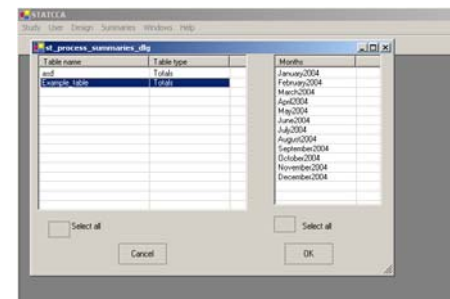 STATCCA
Study User Design Summaries Windows Help
st_process_summaries_dlg
Table name Table type
asd Totals
Example_table Totals
Months
January2004
February2004
March2004
April2004
May2004
June2004
July2004
August2004
September2004
October2004
November2004
December2004
Select all
Select all
Cancel
OK